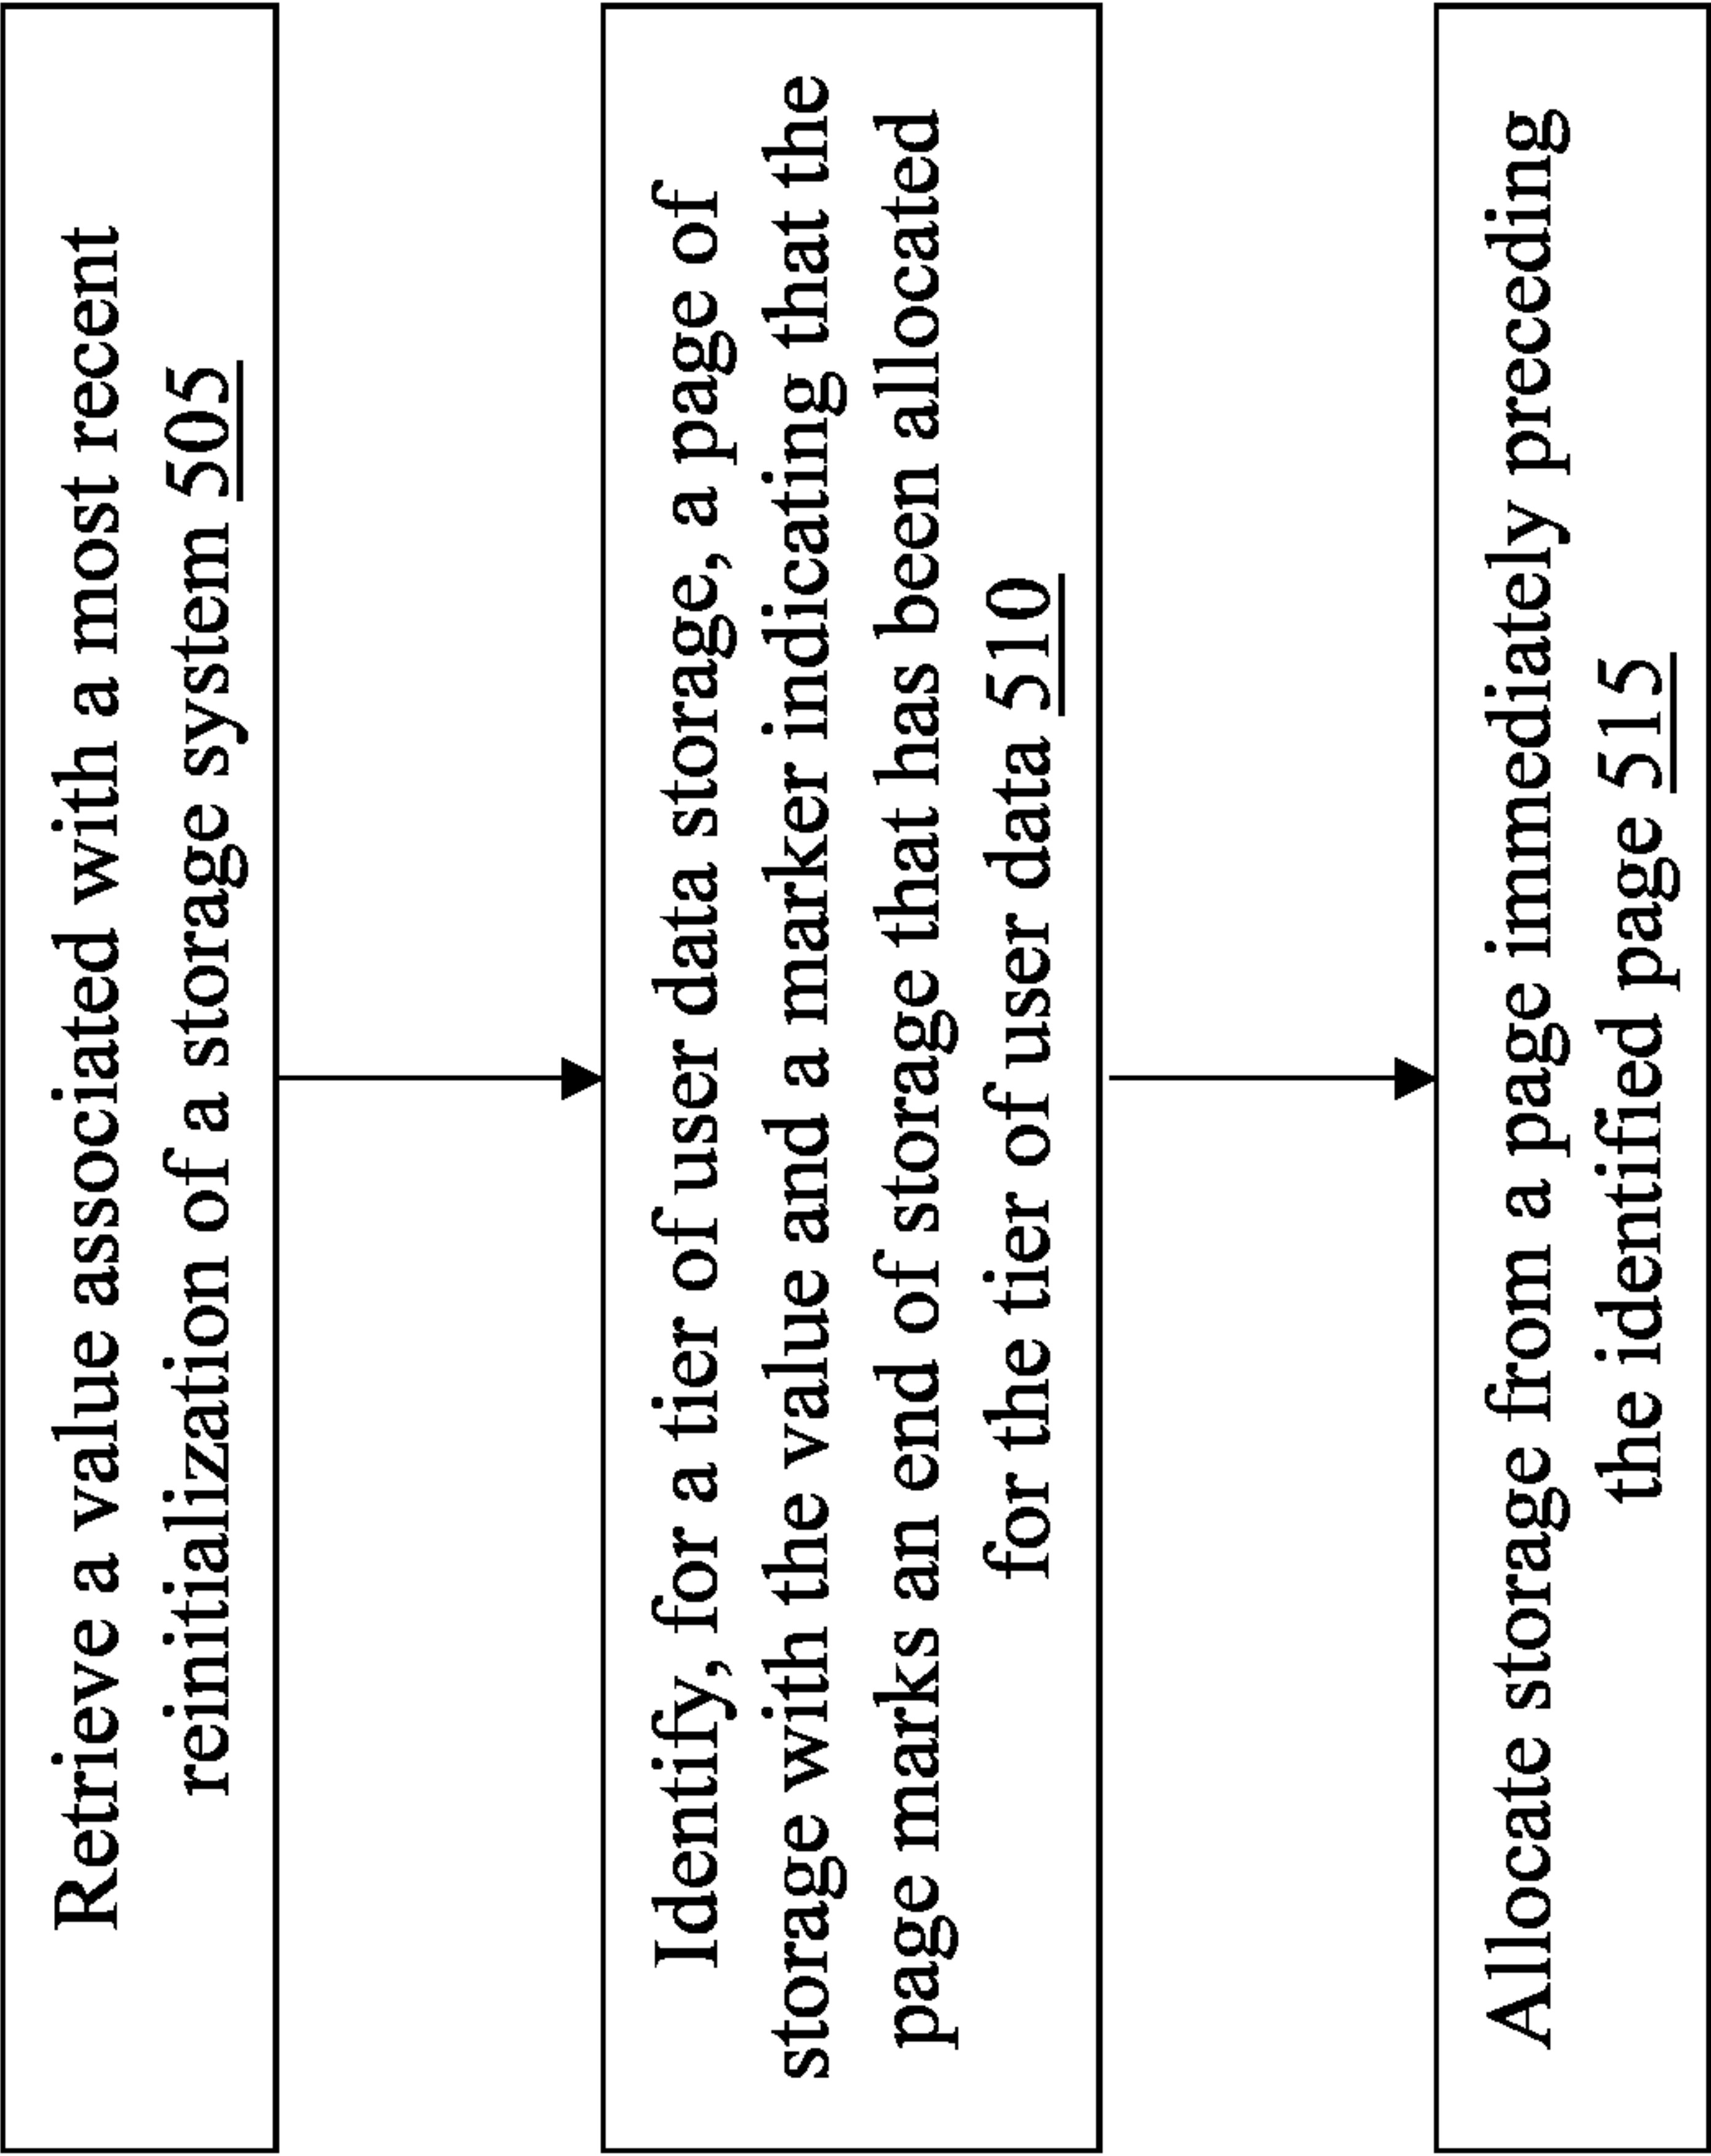 Retrieve a value associated with a most recent
reinitialization of a storage system 505
Identify, for a tier of user data storage, a page of
storage with the value and a marker indicating that the
page marks an end of storage that has been allocated
for the tier of user data 510
Allocate storage from a page immediately preceding
the identified page 515